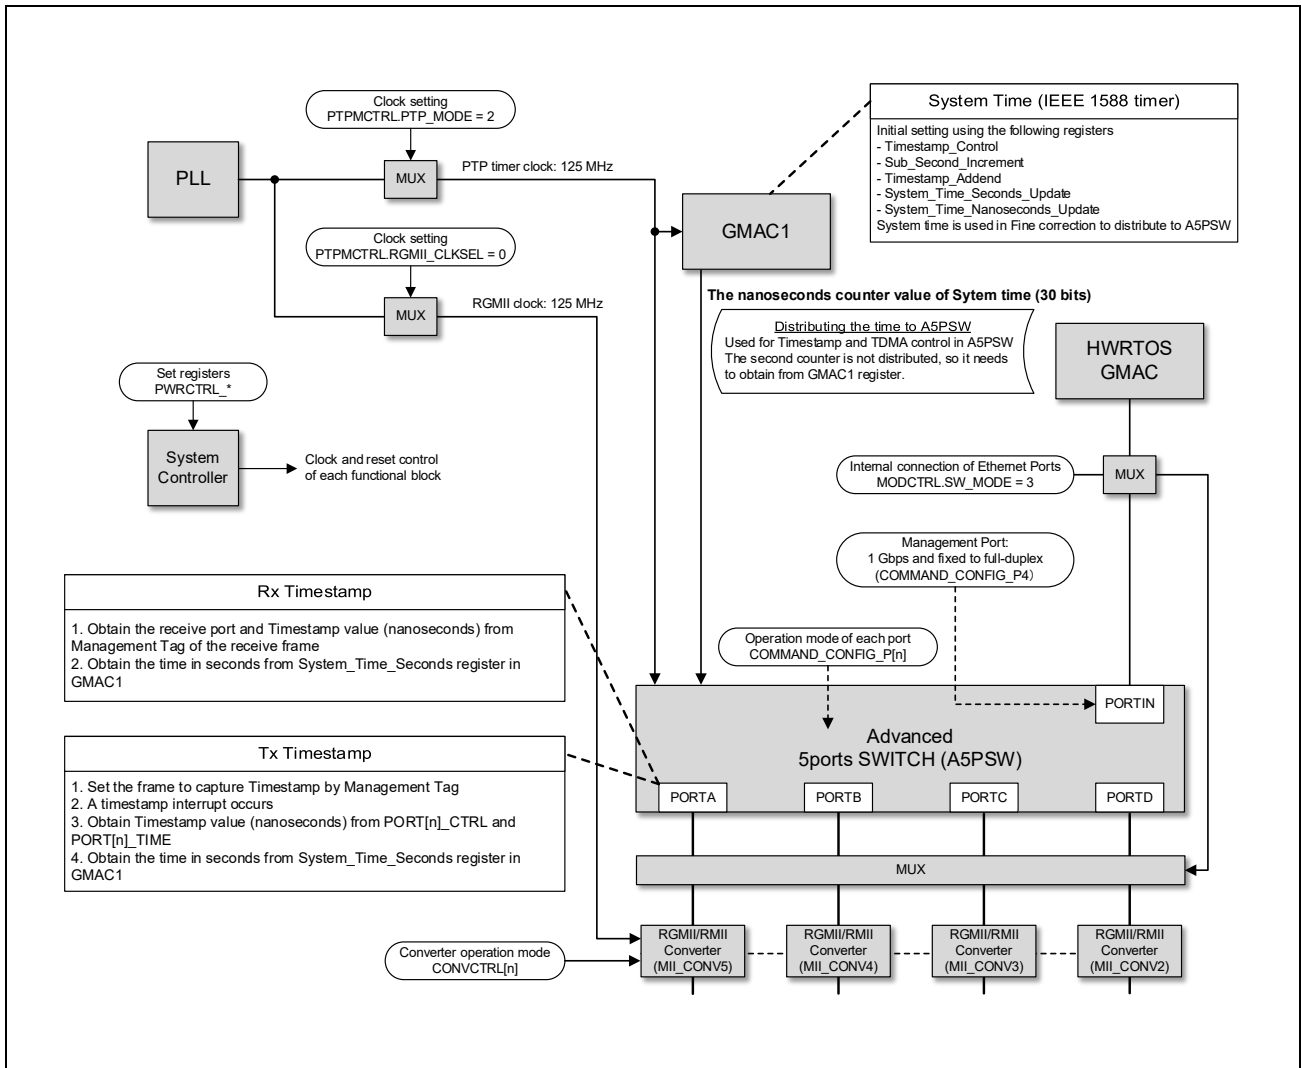 Clock setting
PTPMCTRL.PTP_MODE = 2
System Time (IEEE 1588 timer)
Initial setting using the following registers
- Timestamp_Control
- Sub_Second_Increment
- Timestamp_Addend
- System_Time_Seconds_Update
- System_Time_Nanoseconds_Update
System time is used in Fine correction to distribute to A5PSW
PLL
MUX
PTP timer clock: 125 MHz
GMAC1
Clock setting
PTPMCTRL.RGMII_CLKSEL = 0
MUX
RGMII clock: 125 MHz
The nanoseconds counter value of Sytem time (30 bits)
Distributing the time to A5PSW
Used for Timestamp and TDMA control in A5PSW
The second counter is not distributed, so it needs
to obtain from GMAC1 register.
HWRTOS
GMAC
Set registers
PWRCTRL_*
System
Controller
Clock and reset control
of each functional block
Internal connection of Ethernet Ports
MODCTRL.SW_MODE = 3
MUX
Management Port:
1 Gbps and fixed to full-duplex
(COMMAND_CONFIG_P4)
Rx Timestamp
1. Obtain the receive port and Timestamp value (nanoseconds) from
Management Tag of the receive frame
2. Obtain the time in seconds from System_Time_Seconds register in
GMAC1
Operation mode of each port
COMMAND_CONFIG_P[n]
PORTIN
Advanced
5ports SWITCH (A5PSW)
Tx Timestamp
1. Set the frame to capture Timestamp by Management Tag
2. A timestamp interrupt occurs
3. Obtain Timestamp value (nanoseconds) from PORT[n]_CTRL and
PORT[n]_TIME
4. Obtain the time in seconds from System_Time_Seconds register in
GMAC1
PORTA
PORTB
PORTC
PORTD
MUX
Converter operation mode
CONVCTRL[n]
RGMII/RMII
Converter
(MII_CONV5)
RGMII/RMII
Converter
(MII_CONV4)
RGMII/RMII
Converter
(MII_CONV3)
RGMII/RMII
Converter
(MII_CONV2)